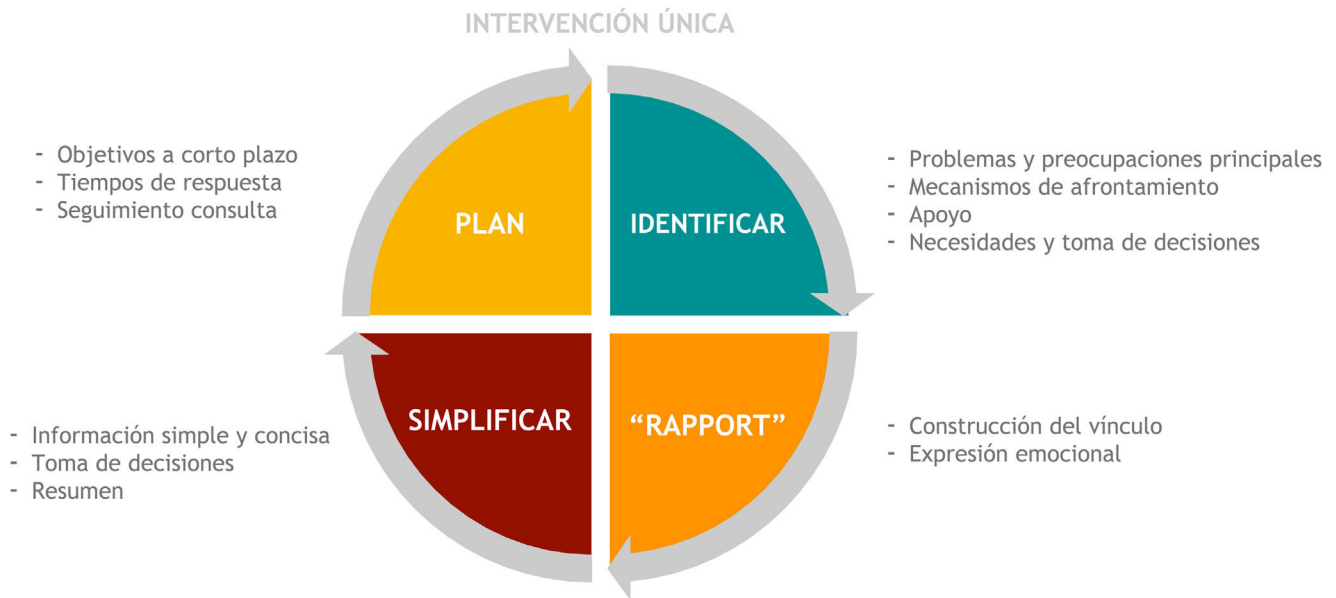 INTERVENCIÓN ÚNICA
- Objetivos a corto plazo
- Tiempos de respuesta
- Seguimiento consulta
PLAN
IDENTIFICAR
- Problemas y preocupaciones principales
- Mecanismos de afrontamiento
- Apoyo
- Necesidades y toma de decisiones
- Información simple y concisa
- Toma de decisiones
- Resumen
SIMPLIFICAR
“RAPPORT”
- Construcción del vínculo
- Expresión emocional